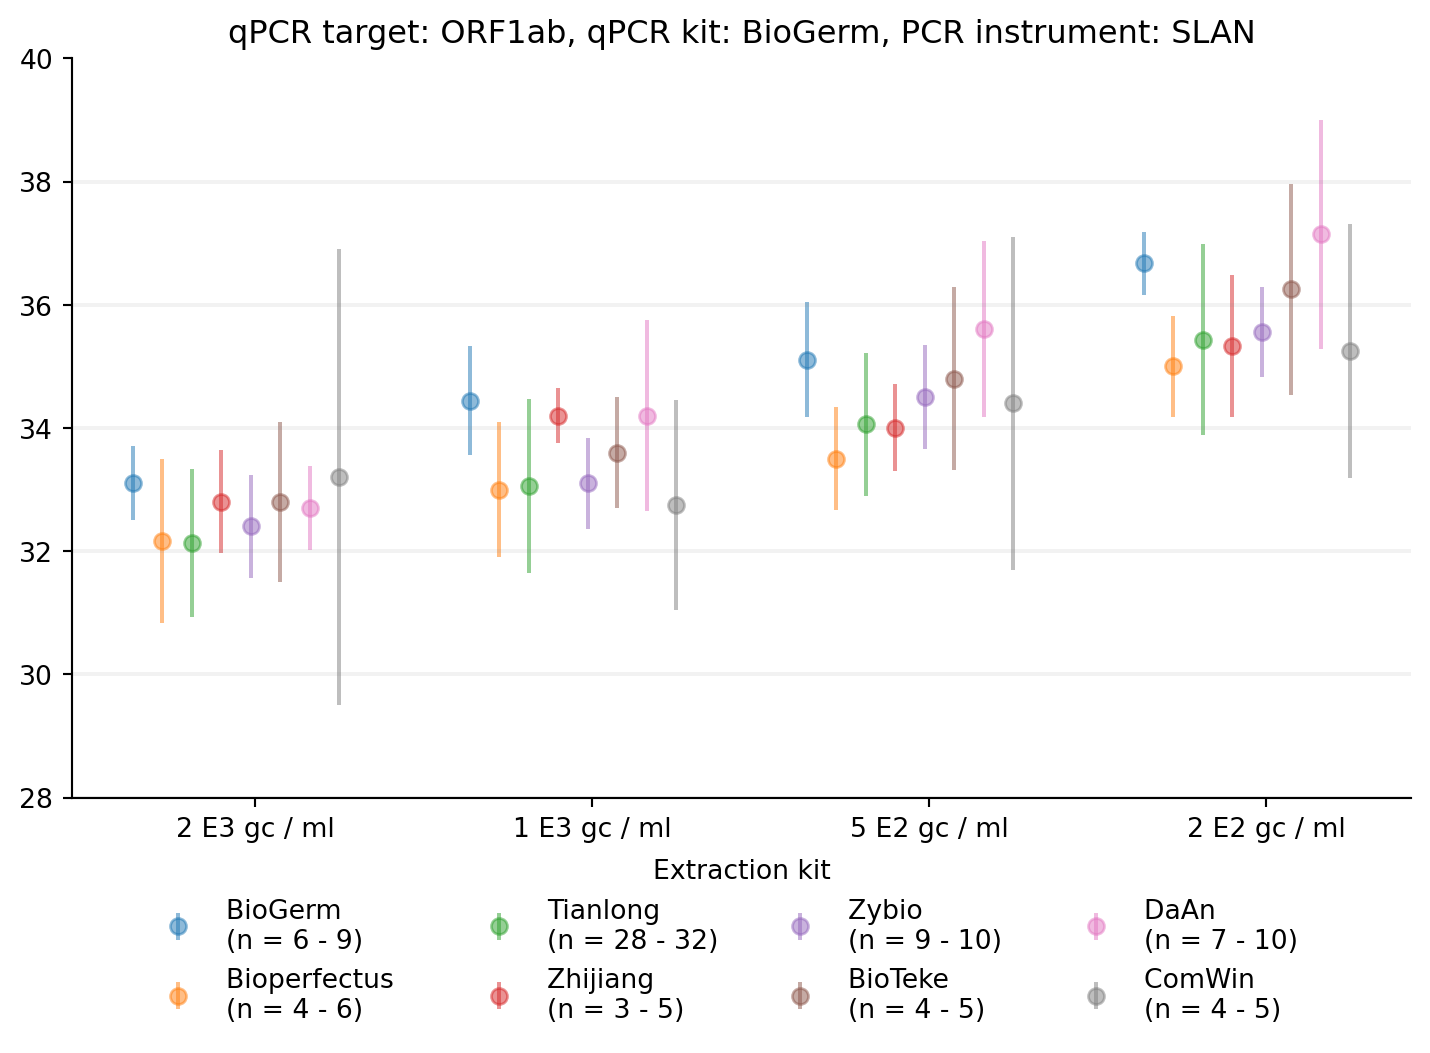 qPCR target: ORF1ab, qPCR kit: BioGerm, PCR instrument: SLAN
40
38
36
34
32
30
28
2 E3 gc / ml
1 E3 gc / ml
5 E2 gc / ml
2 E2 gc / ml
Extraction kit
BioGerm
(n = 6 - 9)
Bioperfectus
(n = 4 - 6)
Tianlong
(n = 28 - 32)
Zhijiang
(n = 3 - 5)
Zybio
(n = 9 - 10)
BioTeke
(n = 4 - 5)
DaAn
(n = 7 - 10)
ComWin
(n = 4 - 5)